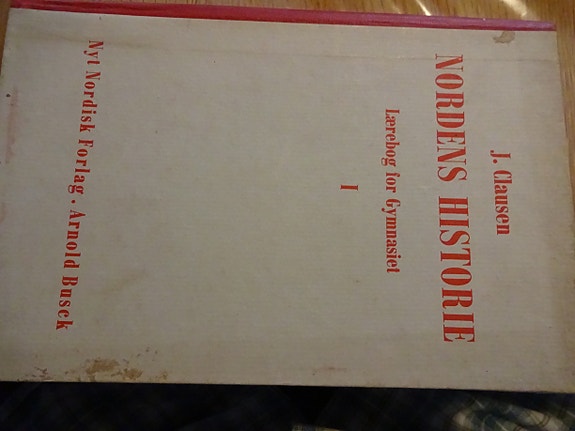 J. Clausen
NORDENS HISTORIE
Lærebog for Gymnasiet
I
Nyt Nordisk Forlag · Arnold Busck